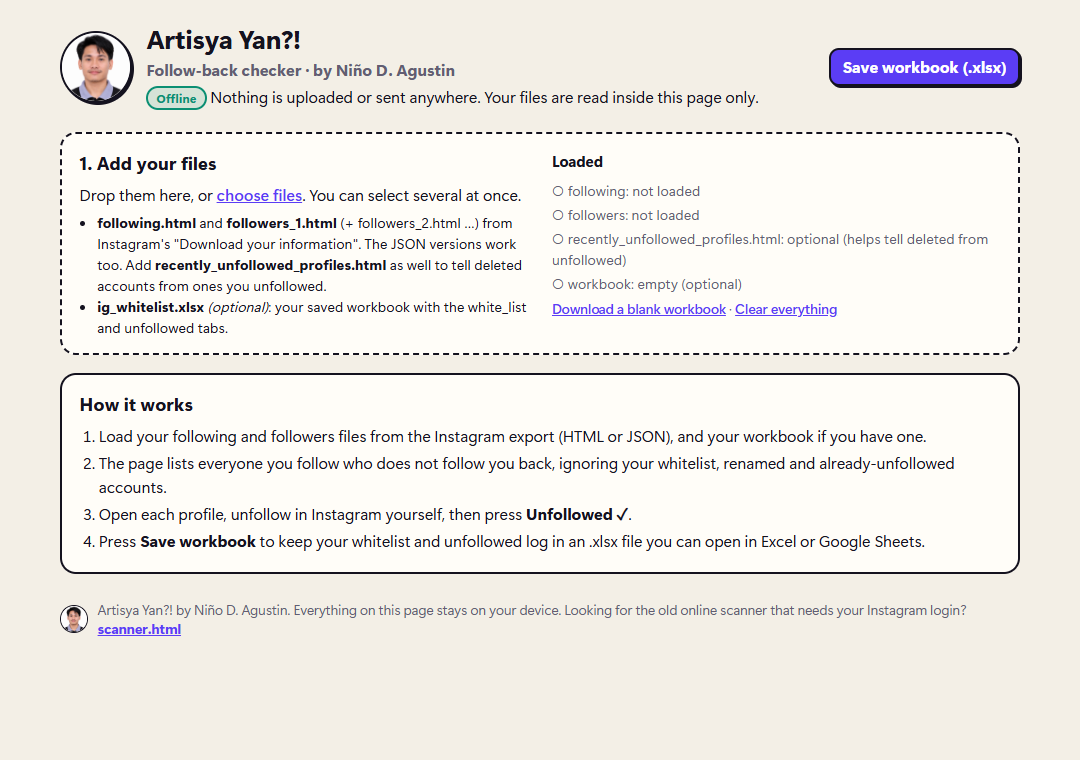 Artisya Yan?!
Follow-back checker · by Niño D. Agustin
Offline Nothing is uploaded or sent anywhere. Your files are read inside this page only.
Save workbook (.xlsx)
1. Add your files
Drop them here, or choose files. You can select several at once.
• following.html and followers_1.html (+ followers_2.html ...) from
Instagram's "Download your information". The JSON versions work
too. Add recently_unfollowed_profiles.html as well to tell deleted
accounts from ones you unfollowed.
• ig_whitelist.xlsx (optional): your saved workbook with the white_list
and unfollowed tabs.
Loaded
○ following: not loaded
○ followers: not loaded
○ recently_unfollowed_profiles.html: optional (helps tell deleted from
unfollowed)
○ workbook: empty (optional)
Download a blank workbook · Clear everything
How it works
1. Load your following and followers files from the Instagram export (HTML or JSON), and your workbook if you have one.
2. The page lists everyone you follow who does not follow you back, ignoring your whitelist, renamed and already-unfollowed
accounts.
3. Open each profile, unfollow in Instagram yourself, then press Unfollowed ✓.
4. Press Save workbook to keep your whitelist and unfollowed log in an .xlsx file you can open in Excel or Google Sheets.
Artisya Yan?! by Niño D. Agustin. Everything on this page stays on your device. Looking for the old online scanner that needs your Instagram login?
scanner.html